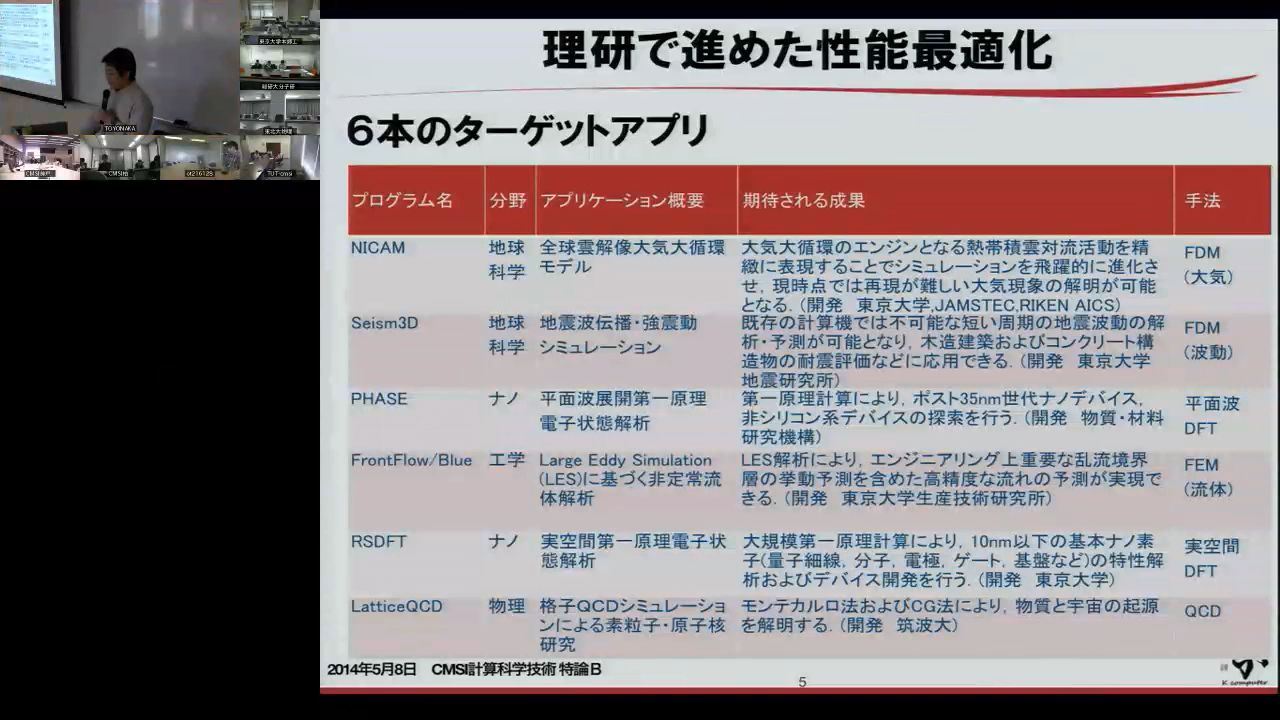 理研で進めた性能最適化
6本のターゲットアプリ
プログラム名 分野 アプリケーション概要 期待される成果 手法
NICAM 地球科学 全球雲解像大気大循環モデル
大気大循環のエンジンとなる熱帯積雲対流活動を精
緻に表現することでシミュレーションを飛躍的に進化さ
せ，現時点では再現が難しい大気現象の解明が可能
となる．（開発　東京大学,JAMSTEC,RIKEN AICS）
FDM
（大気）
Seism3D
地球
科学
地震波伝播・強震動
シミュレーション
既存の計算機では不可能な短い周期の地震波動の解
析・予測が可能となり，木造建築およびコンクリート構
造物の耐震評価などに応用できる．（開発　東京大学
地震研究所）
FDM
（波動）
PHASE
ナノ
平面波展開第一原理
電子状態解析
第一原理計算により，ポスト35nm世代ナノデバイス，
非シリコン系デバイスの探索を行う．（開発　物質・材料
研究機構）
平面波
DFT
FrontFlow/Blue
工学
Large Eddy Simulation
(LES)に基づく非定常流
体解析
LES解析により，エンジニアリング上重要な乱流境界
層の挙動予測を含めた高精度な流れの予測が実現で
きる．（開発　東京大学生産技術研究所）
FEM
（流体）
RSDFT
ナノ
実空間第一原理電子状
態解析
大規模第一原理計算により，10nm以下の基本ナノ素
子（量子細線，分子，電極，ゲート，基盤など）の特性解
析およびデバイス開発を行う．（開発　東京大学）
実空間
DFT
LatticeQCD
物理
格子QCDシミュレーショ
ンによる素粒子・原子核
研究
モンテカルロ法およびCG法により，物質と宇宙の起源
を解明する．（開発　筑波大）
QCD
2014年5月8日　CMSI計算科学技術 特論B
5
K computer
TOYONAKA
東北大物理
CMSI神戸
CMSI柏
TUT-cmsi